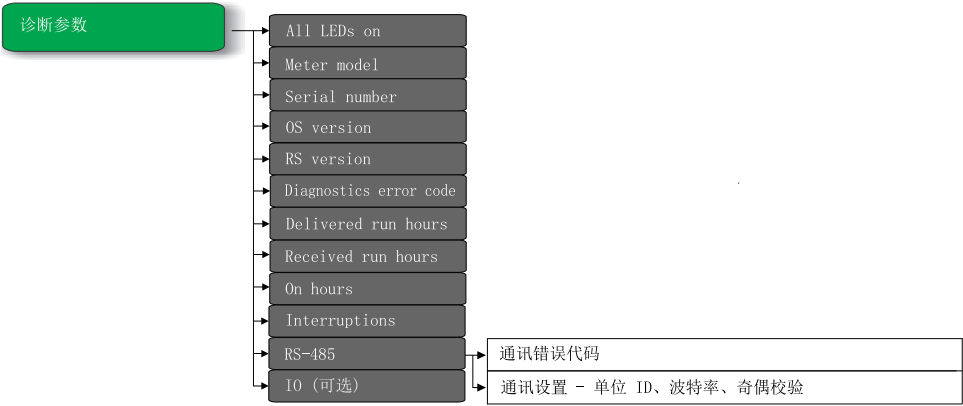 诊断参数
All LEDs on
Meter model
Serial number
OS version
RS version
Diagnostics error code
Delivered run hours
Received run hours
On hours
Interruptions
RS-485
通讯错误代码
通讯设置 - 单位 ID、波特率、奇偶校验
IO (可选)